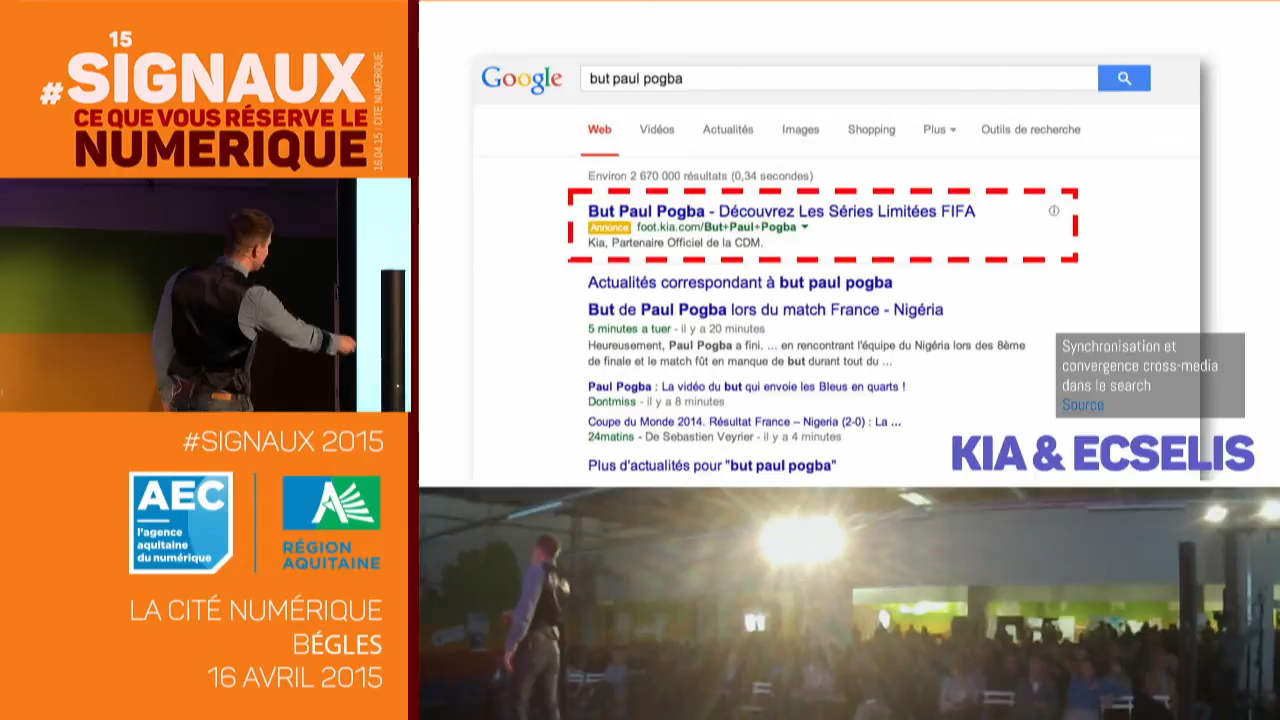 15
#SIGNAUX
CE QUE VOUS RÉSERVE LE
NUMERIQUE
16.04.15 | CITÉ NUMÉRIQUE
#SIGNAUX 2015
AEC
l'agence
aquitaine
du numérique
RÉGION
AQUITAINE
LA CITÉ NUMÉRIQUE
BÉGLES
16 AVRIL 2015
Google
but paul pogba
Web Vidéos Actualités Images Shopping Plus Outils de recherche
Environ 2 670 000 résultats (0,34 secondes)
But Paul Pogba - Découvrez Les Séries Limitées FIFA
Annonce foot.kia.com/But+Paul+Pogba
Kia, Partenaire Officiel de la CDM.
Actualités correspondant à but paul pogba
But de Paul Pogba lors du match France - Nigéria
5 minutes a tuer - il y a 20 minutes
Heureusement, Paul Pogba a fini. ... en rencontrant l'équipe du Nigéria lors des 8ème
de finale et le match fût en manque de but durant tout du ...
Paul Pogba : La vidéo du but qui envoie les Bleus en quarts !
Dontmiss - il y a 8 minutes
Coupe du Monde 2014. Résultat France – Nigeria (2-0) : La ...
24matins - De Sebastien Veyrier - il y a 4 minutes
Plus d'actualités pour "but paul pogba"
Synchronisation et
convergence cross-media
dans le search
Source
KIA & ECSELIS